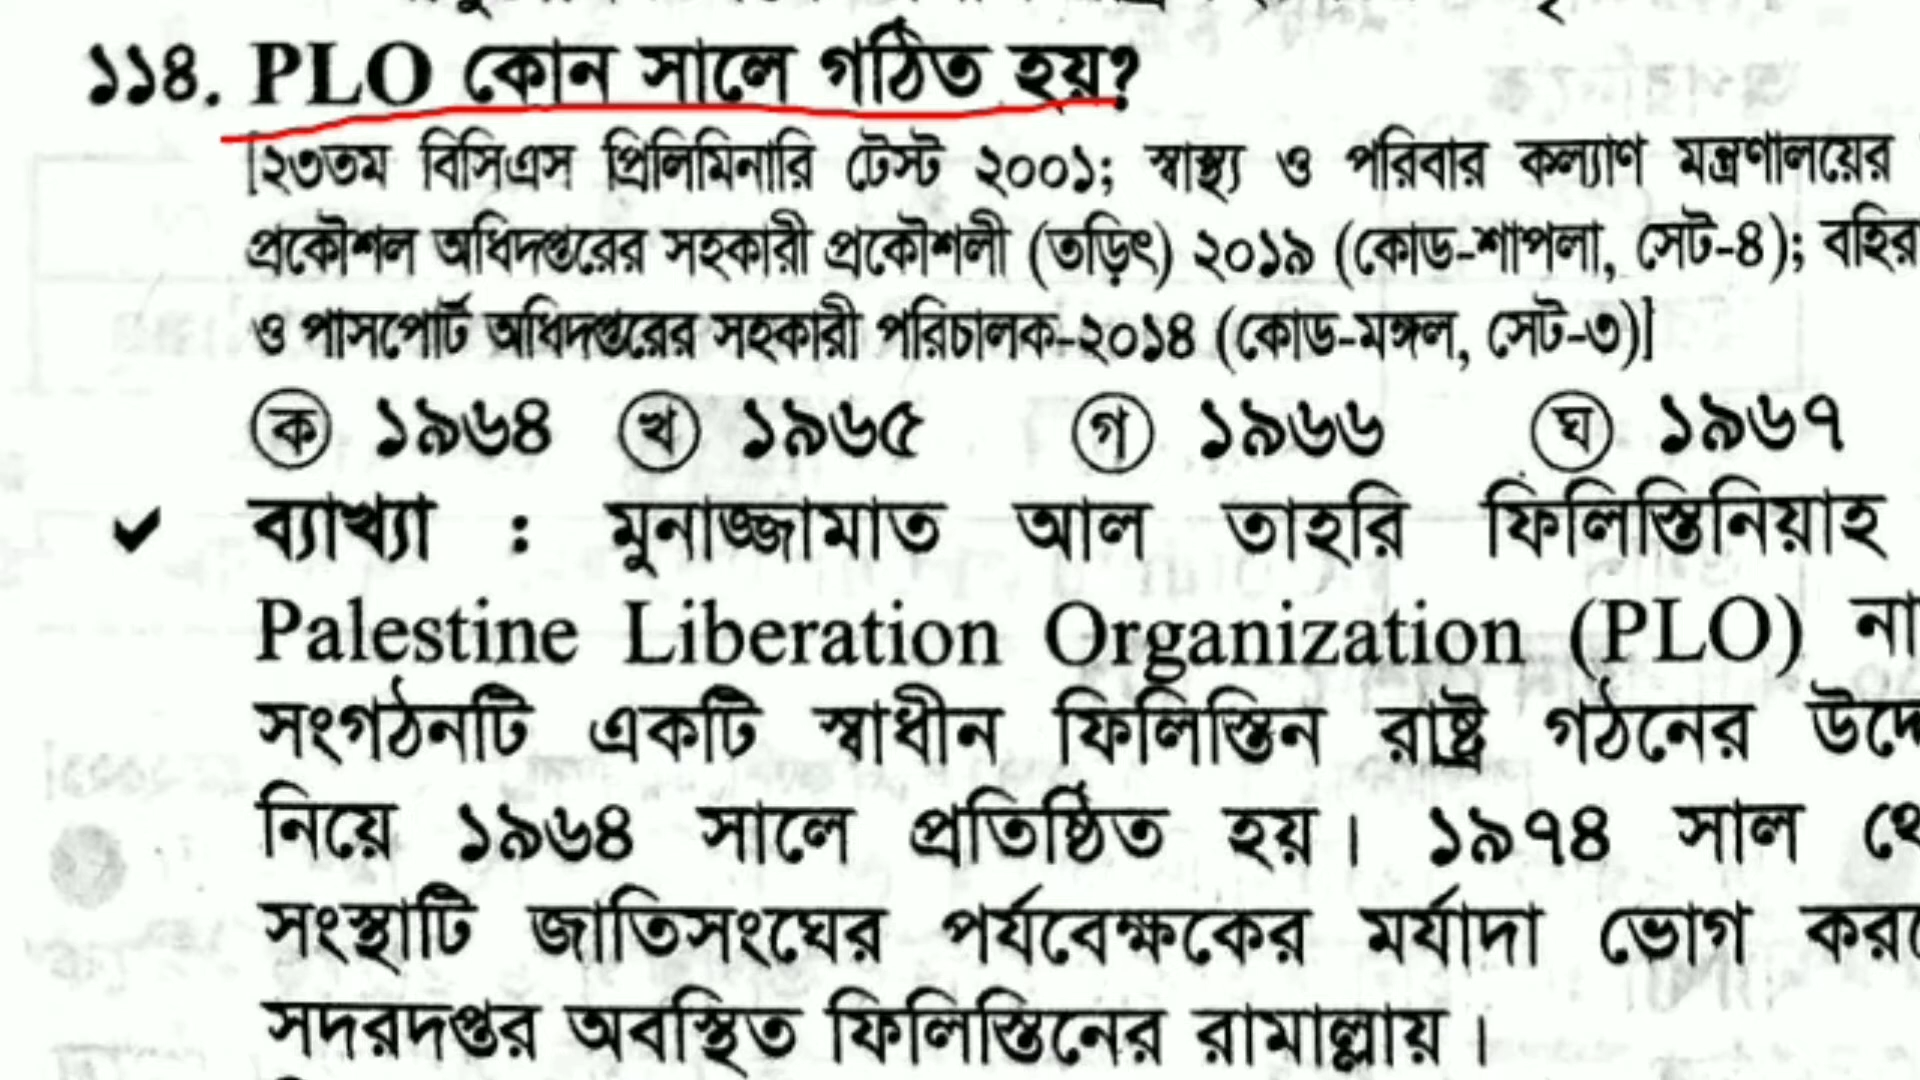 ১১৪. PLO কোন সালে গঠিত হয়?
[২৩তম বিসিএস প্রিলিমিনারি টেস্ট ২০০১; স্বাস্থ্য ও পরিবার কল্যাণ মন্ত্রণালয়ের
প্রকৌশল অধিদপ্তরের সহকারী প্রকৌশলী (তড়িৎ) ২০১৯ (কোড-শাপলা, সেট-৪);
ও পাসপোর্ট অধিদপ্তরের সহকারী পরিচালক-২০১৪ (কোড-মঙ্গল, সেট-৩)]
ক ১৯৬৪ খ ১৯৬৫ গ ১৯৬৬ ঘ ১৯৬৭
✔ ব্যাখ্যা : মুনাজ্জামাত আল তাহরি ফিলিস্তিনিয়াহ
Palestine Liberation Organization (PLO)
সংগঠনটি একটি স্বাধীন ফিলিস্তিন রাষ্ট্র গঠনের
নিয়ে ১৯৬৪ সালে প্রতিষ্ঠিত হয়। ১৯৭৪ সাল
সংস্থাটি জাতিসংঘের পর্যবেক্ষকের মর্যাদা ভোগ
সদরদপ্তর অবস্থিত ফিলিস্তিনের রামাল্লায়।